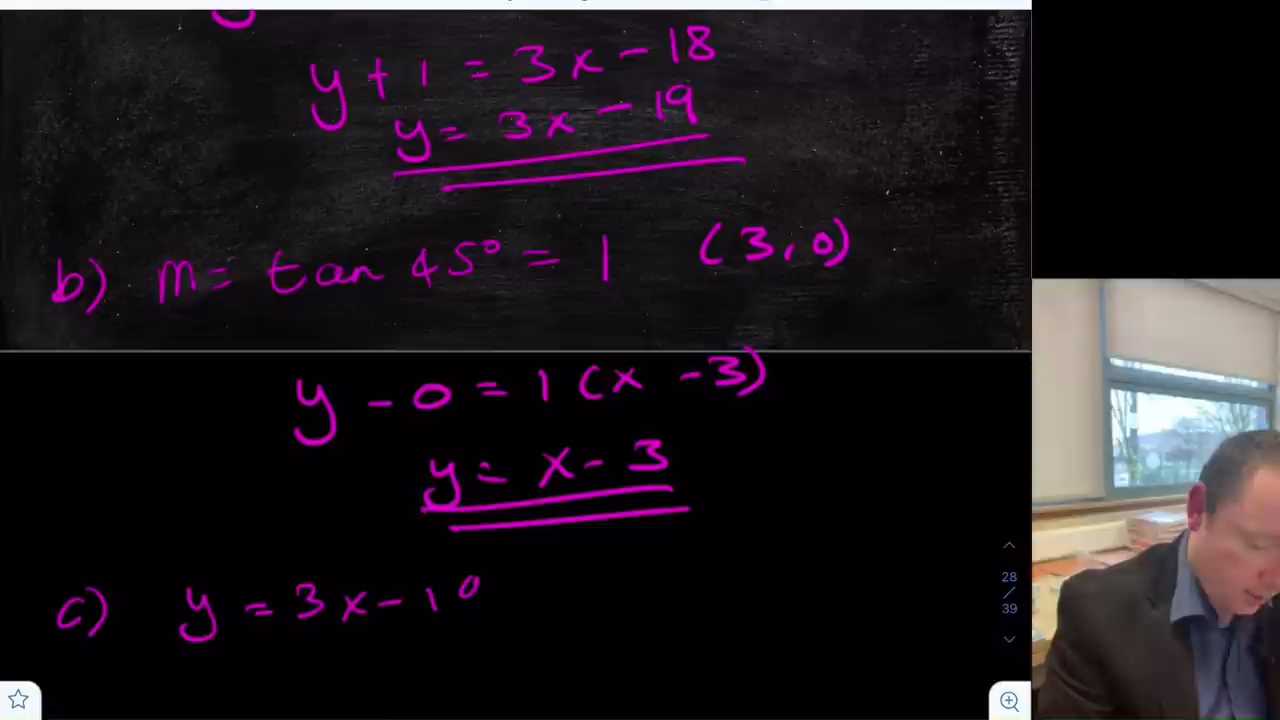 y + 1 = 3x - 18
y = 3x - 19
b) m = tan 45° = 1 (3, 0)
y - 0 = 1(x - 3)
y = x - 3
c) y = 3x - 10
28
/
39